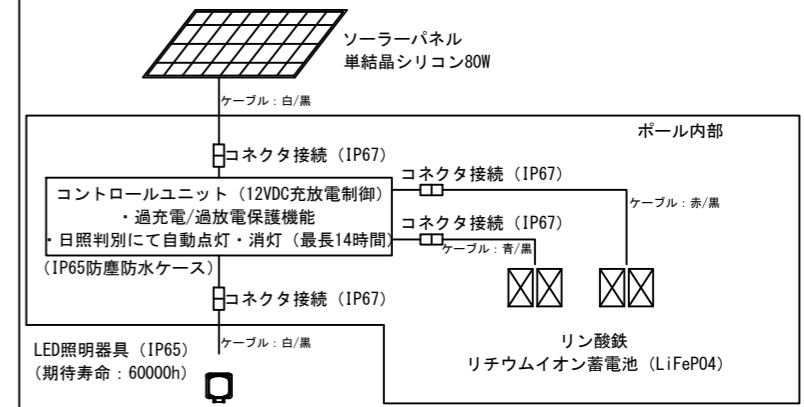 ソーラーパネル
単結晶シリコン80W
ケーブル：白/黒
ポール内部
コネクタ接続（IP67）
コネクタ接続（IP67）
ケーブル：赤/黒
コントロールユニット（12VDC充放電制御）
・過充電/過放電保護機能
・日照判別にて自動点灯・消灯（最長14時間）
（IP65防塵防水ケース）
コネクタ接続（IP67）
ケーブル：青/黒
コネクタ接続（IP67）
ケーブル：白/黒
LED照明器具（IP65）
（期待寿命：60000h）
リン酸鉄
リチウムイオン蓄電池（LiFePO4）